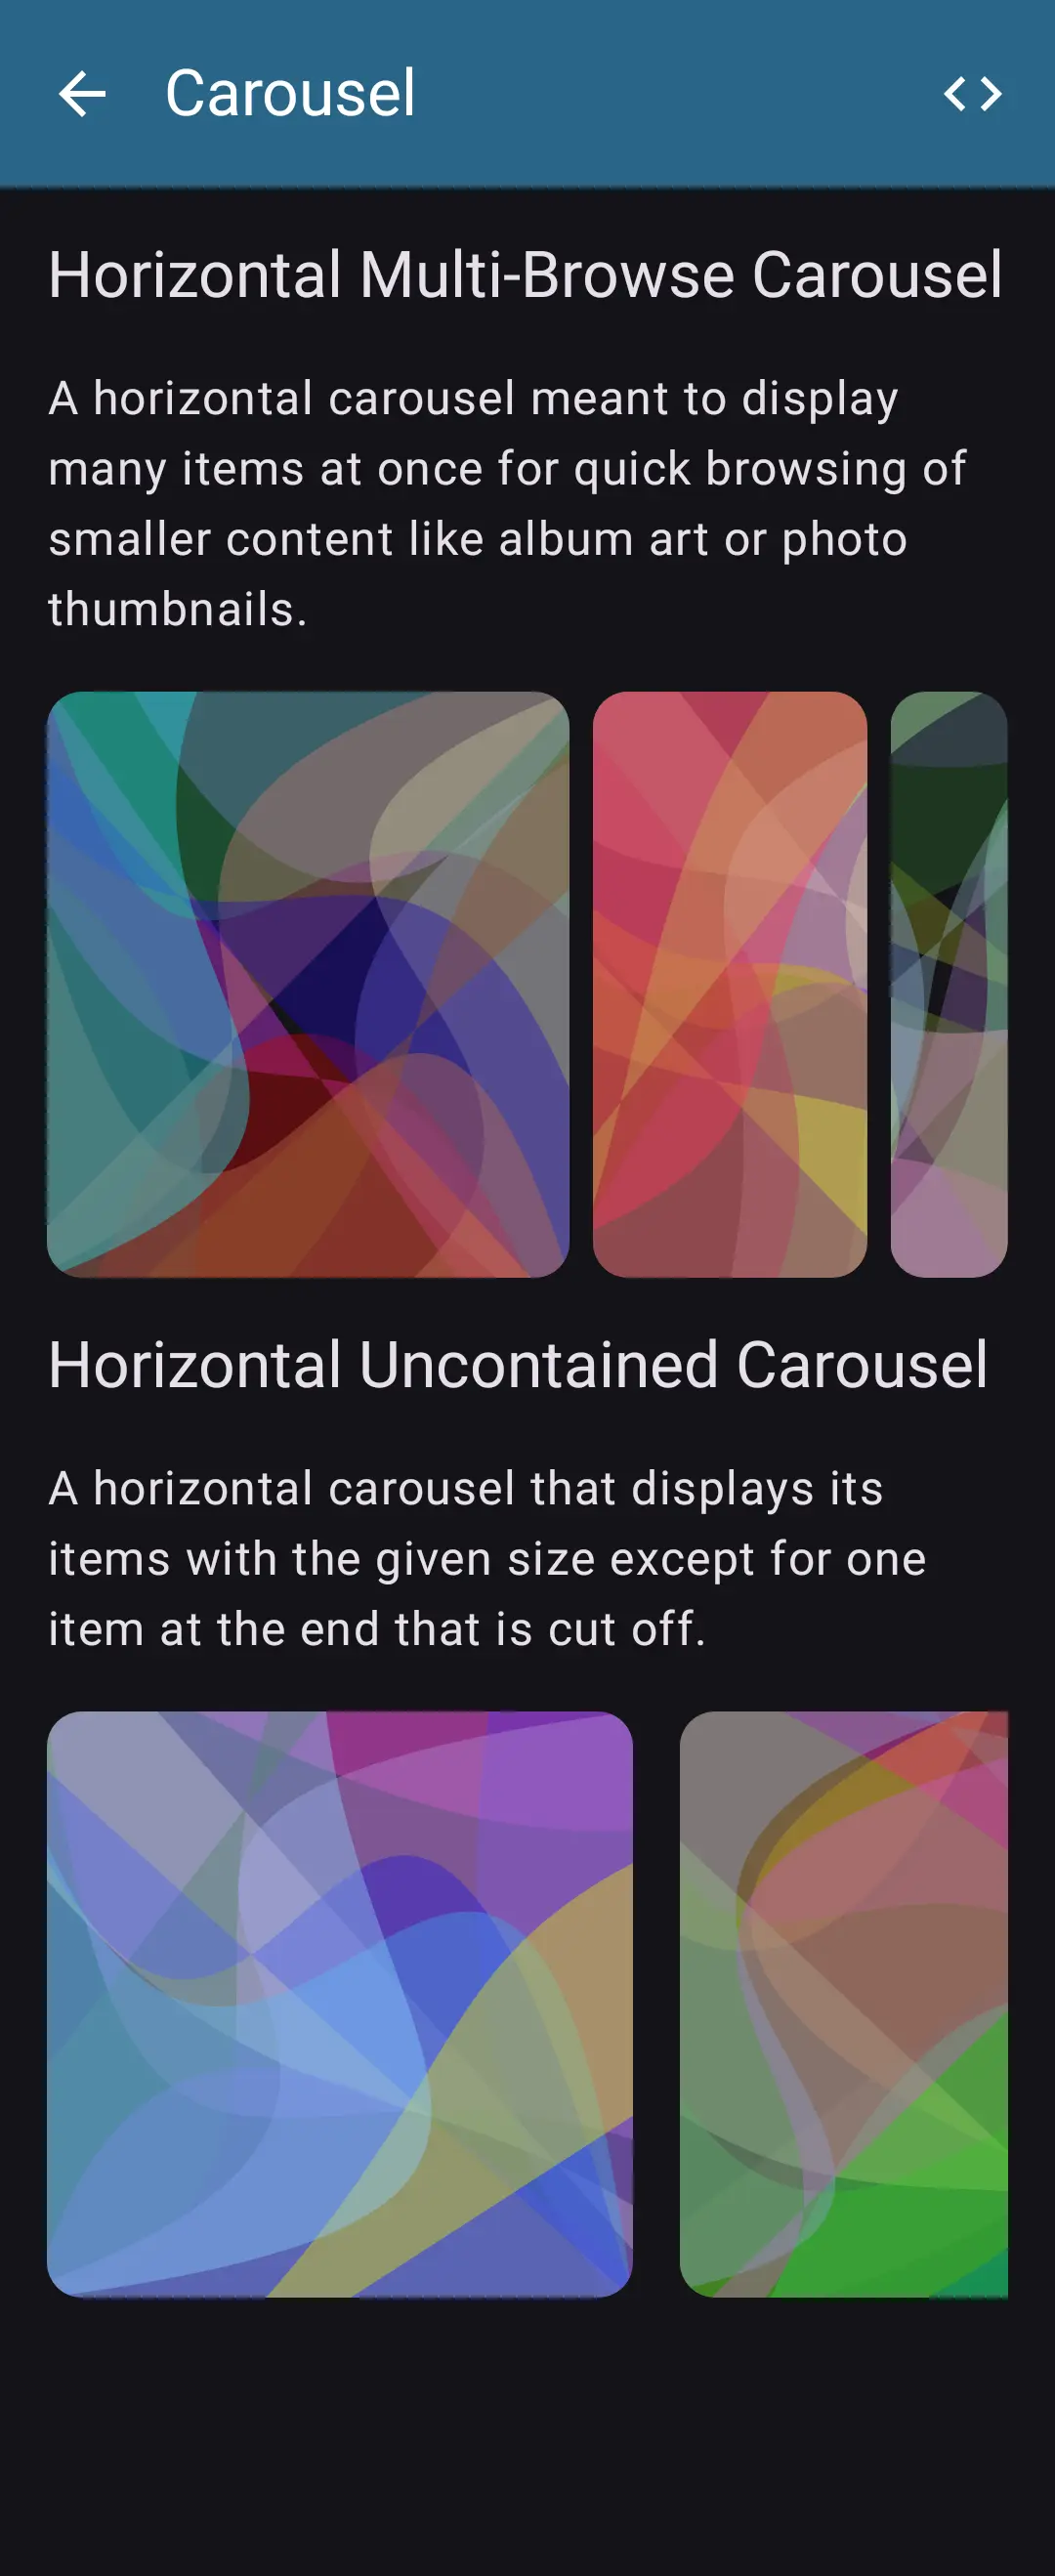 Carousel
Horizontal Multi-Browse Carousel
A horizontal carousel meant to display
many items at once for quick browsing of
smaller content like album art or photo
thumbnails.
Horizontal Uncontained Carousel
A horizontal carousel that displays its
items with the given size except for one
item at the end that is cut off.